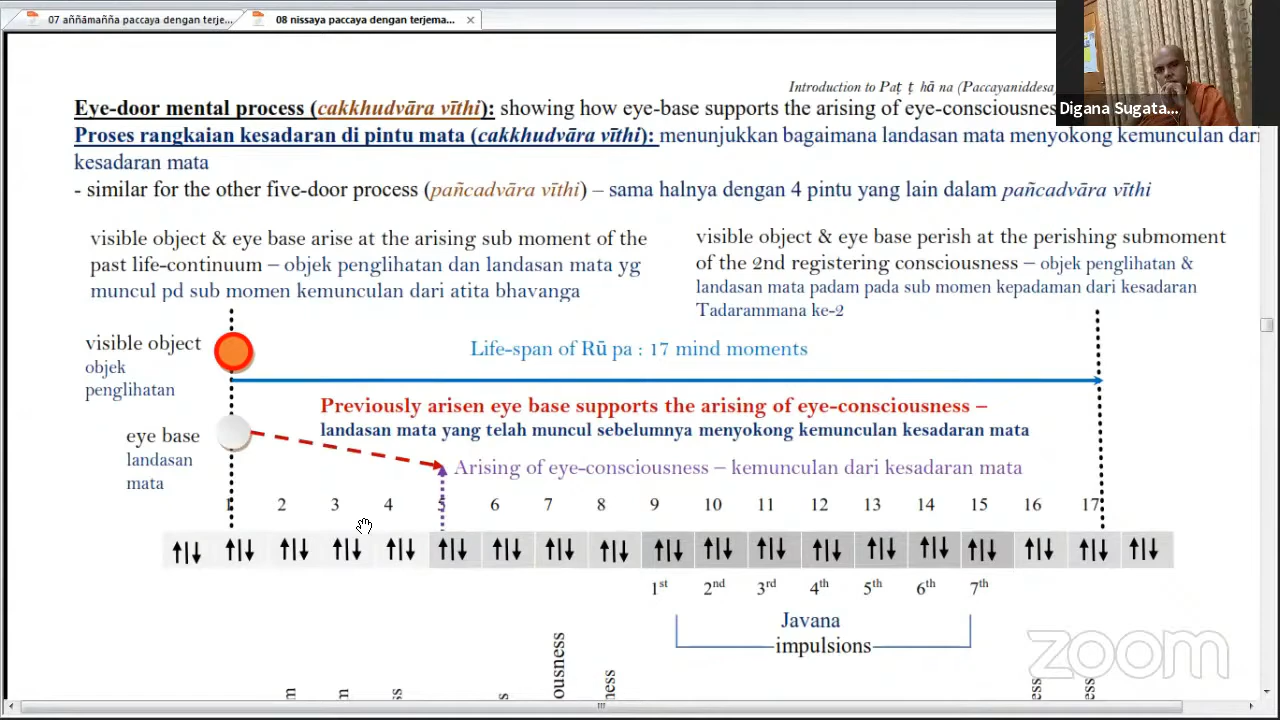 07 aññāmañña paccaya dengan terje...
08 nissaya paccaya dengan terjema...
Introduction to Paṭ ṭ hā na (Paccayaniddesa)
Digana Sugata...
Eye-door mental process (cakkhudvāra vīthi): showing how eye-base supports the arising of eye-consciousness
Proses rangkaian kesadaran di pintu mata (cakkhudvāra vīthi): menunjukkan bagaimana landasan mata menyokong kemunculan dari
kesadaran mata
- similar for the other five-door process (pañcadvāra vīthi) – sama halnya dengan 4 pintu yang lain dalam pañcadvāra vīthi
visible object & eye base arise at the arising sub moment of the
past life-continuum – objek penglihatan dan landasan mata yg
muncul pd sub momen kemunculan dari atita bhavanga
visible object & eye base perish at the perishing submoment
of the 2nd registering consciousness – objek penglihatan &
landasan mata padam pada sub momen kepadaman dari kesadaran
Tadarammana ke-2
visible object
objek
penglihatan
Life-span of Rū pa : 17 mind moments
Previously arisen eye base supports the arising of eye-consciousness –
landasan mata yang telah muncul sebelumnya menyokong kemunculan kesadaran mata
eye base
landasan
mata
Arising of eye-consciousness – kemunculan dari kesadaran mata
1 2 3 4 5 6 7 8 9 10 11 12 13 14 15 16 17
1st 2nd 3rd 4th 5th 6th 7th
Javana
impulsions
ousness
ness
zoom